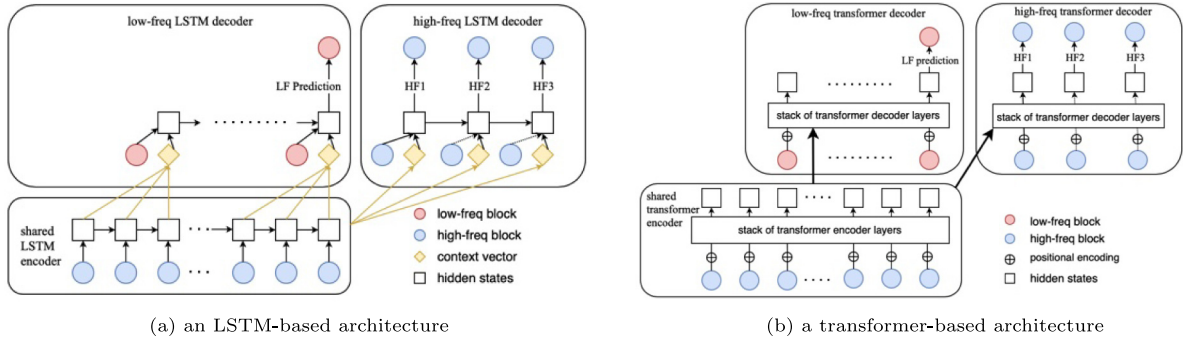 low-freq LSTM decoder
high-freq LSTM decoder
LF Prediction
HF1
HF2
HF3
shared
LSTM
encoder
low-freq block
high-freq block
context vector
hidden states
(a) an LSTM-based architecture
low-freq transformer decoder
high-freq transformer decoder
LF prediction
HF1
HF2
HF3
stack of transformer decoder layers
stack of transformer decoder layers
shared
transformer
encoder
stack of transformer encoder layers
low-freq block
high-freq block
positional encoding
hidden states
(b) a transformer-based architecture